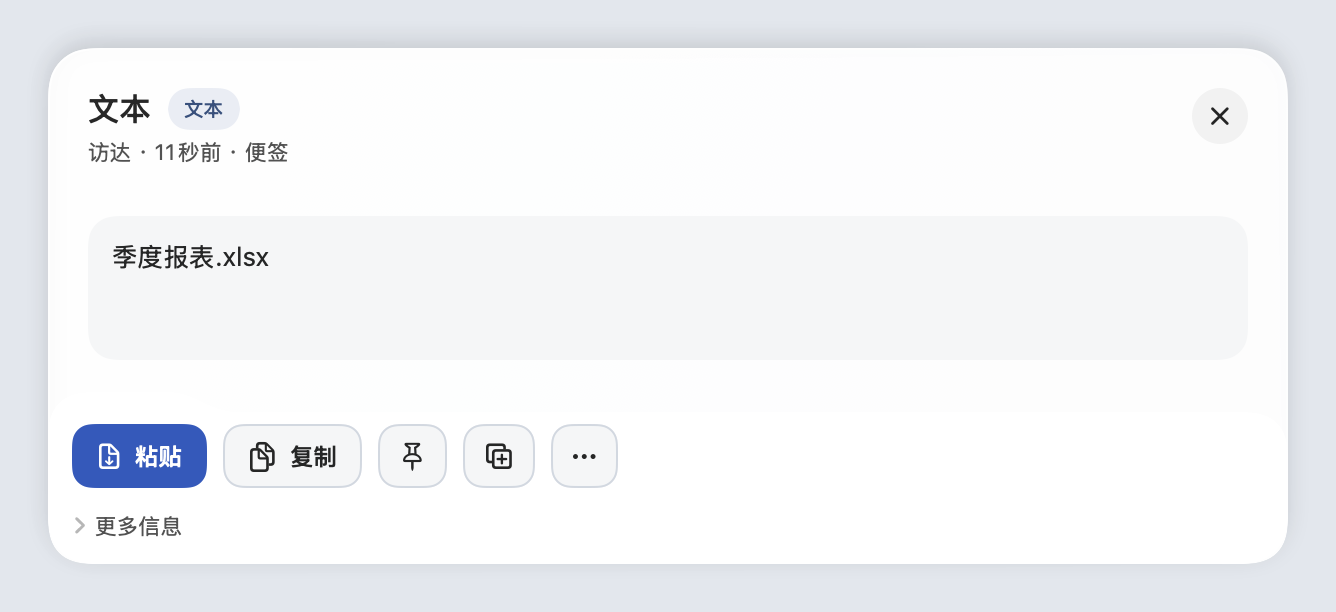 文本 文本
访达 · 11秒前 · 便签
季度报表.xlsx
粘贴 复制
更多信息